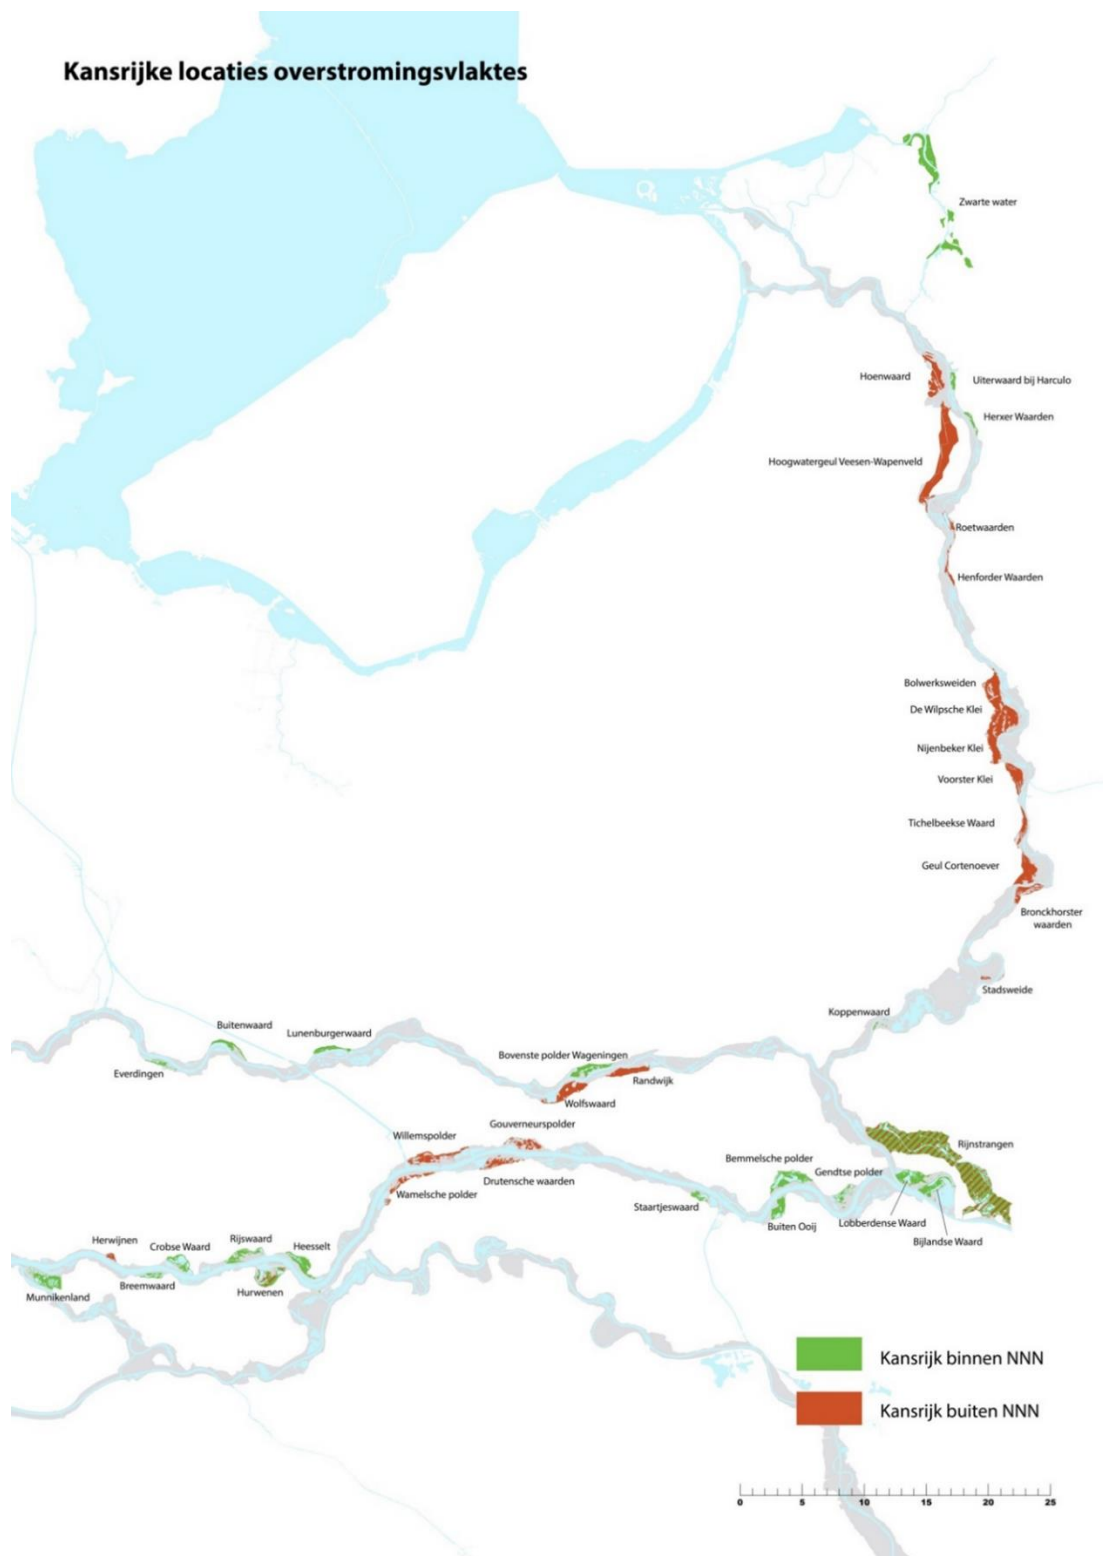 Kansrijke locaties overstromingsvlaktes
Zwarte water
Hoenwaard
Uiterwaard bij Harculo
Herxer Waarden
Hoogwatergeul Veesen-Wapenveld
Roetwaarden
Henforder Waarden
Bolwerksweiden
De Wilpsche Klei
Nijenbeker Klei
Voorster Klei
Tichelbeekse Waard
Geul Cortenoever
Bronckhorster
waarden
Stadsweide
Koppenwaard
Buitenwaard
Lunenburgerwaard
Everdingen
Bovenste polder Wageningen
Randwijk
Wolfswaard
Gouverneurspolder
Willemspolder
Rijnstrangen
Bemmelsche polder
Gendtse polder
Drutensche waarden
Wamelsche polder
Staartjeswaard
Buiten Ooij
Lobberdense Waard
Bijlandse Waard
Herwijnen
Crobse Waard
Rijswaard
Heesselt
Breemwaard
Hurwenen
Munnikenland
Kansrijk binnen NNN
Kansrijk buiten NNN
0 5 10 15 20 25